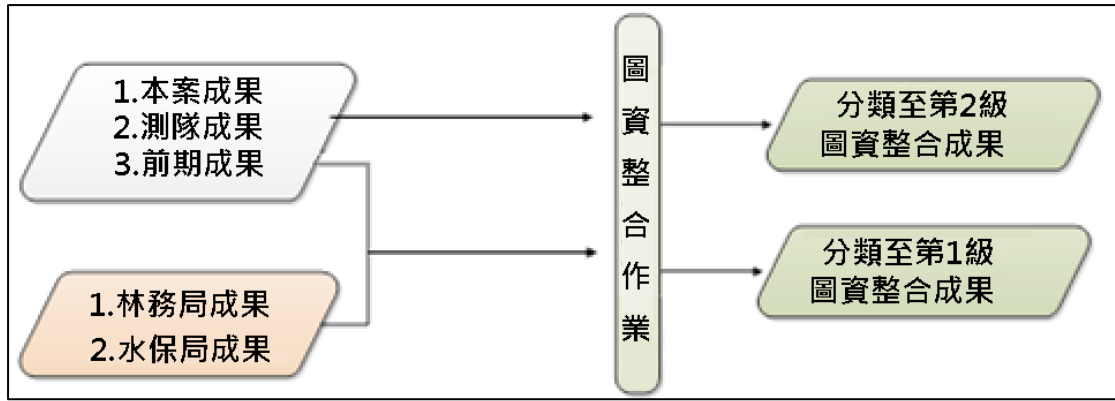 1.本案成果
2.測隊成果
3.前期成果
1.林務局成果
2.水保局成果
圖資整合作業
分類至第2級
圖資整合成果
分類至第1級
圖資整合成果